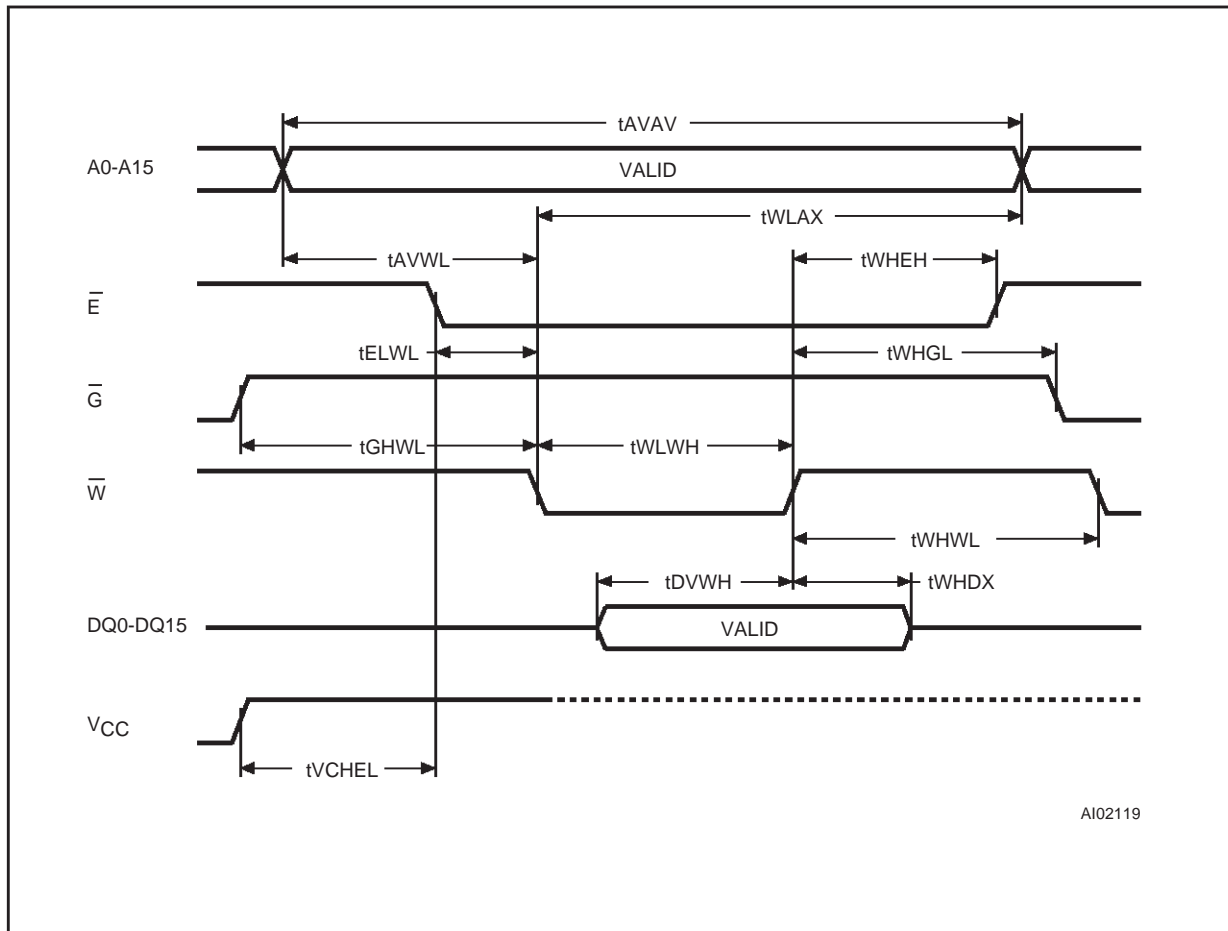 tAVAV
A0-A15
VALID
tWLAX
tAVWL
tWHEH
E
tELWL
tWHGL
G
tGHWL
tWLWH
W
tWHWL
tDVWH
tWHDX
DQ0-DQ15
VALID
VCC
tVCHEL
AI02119